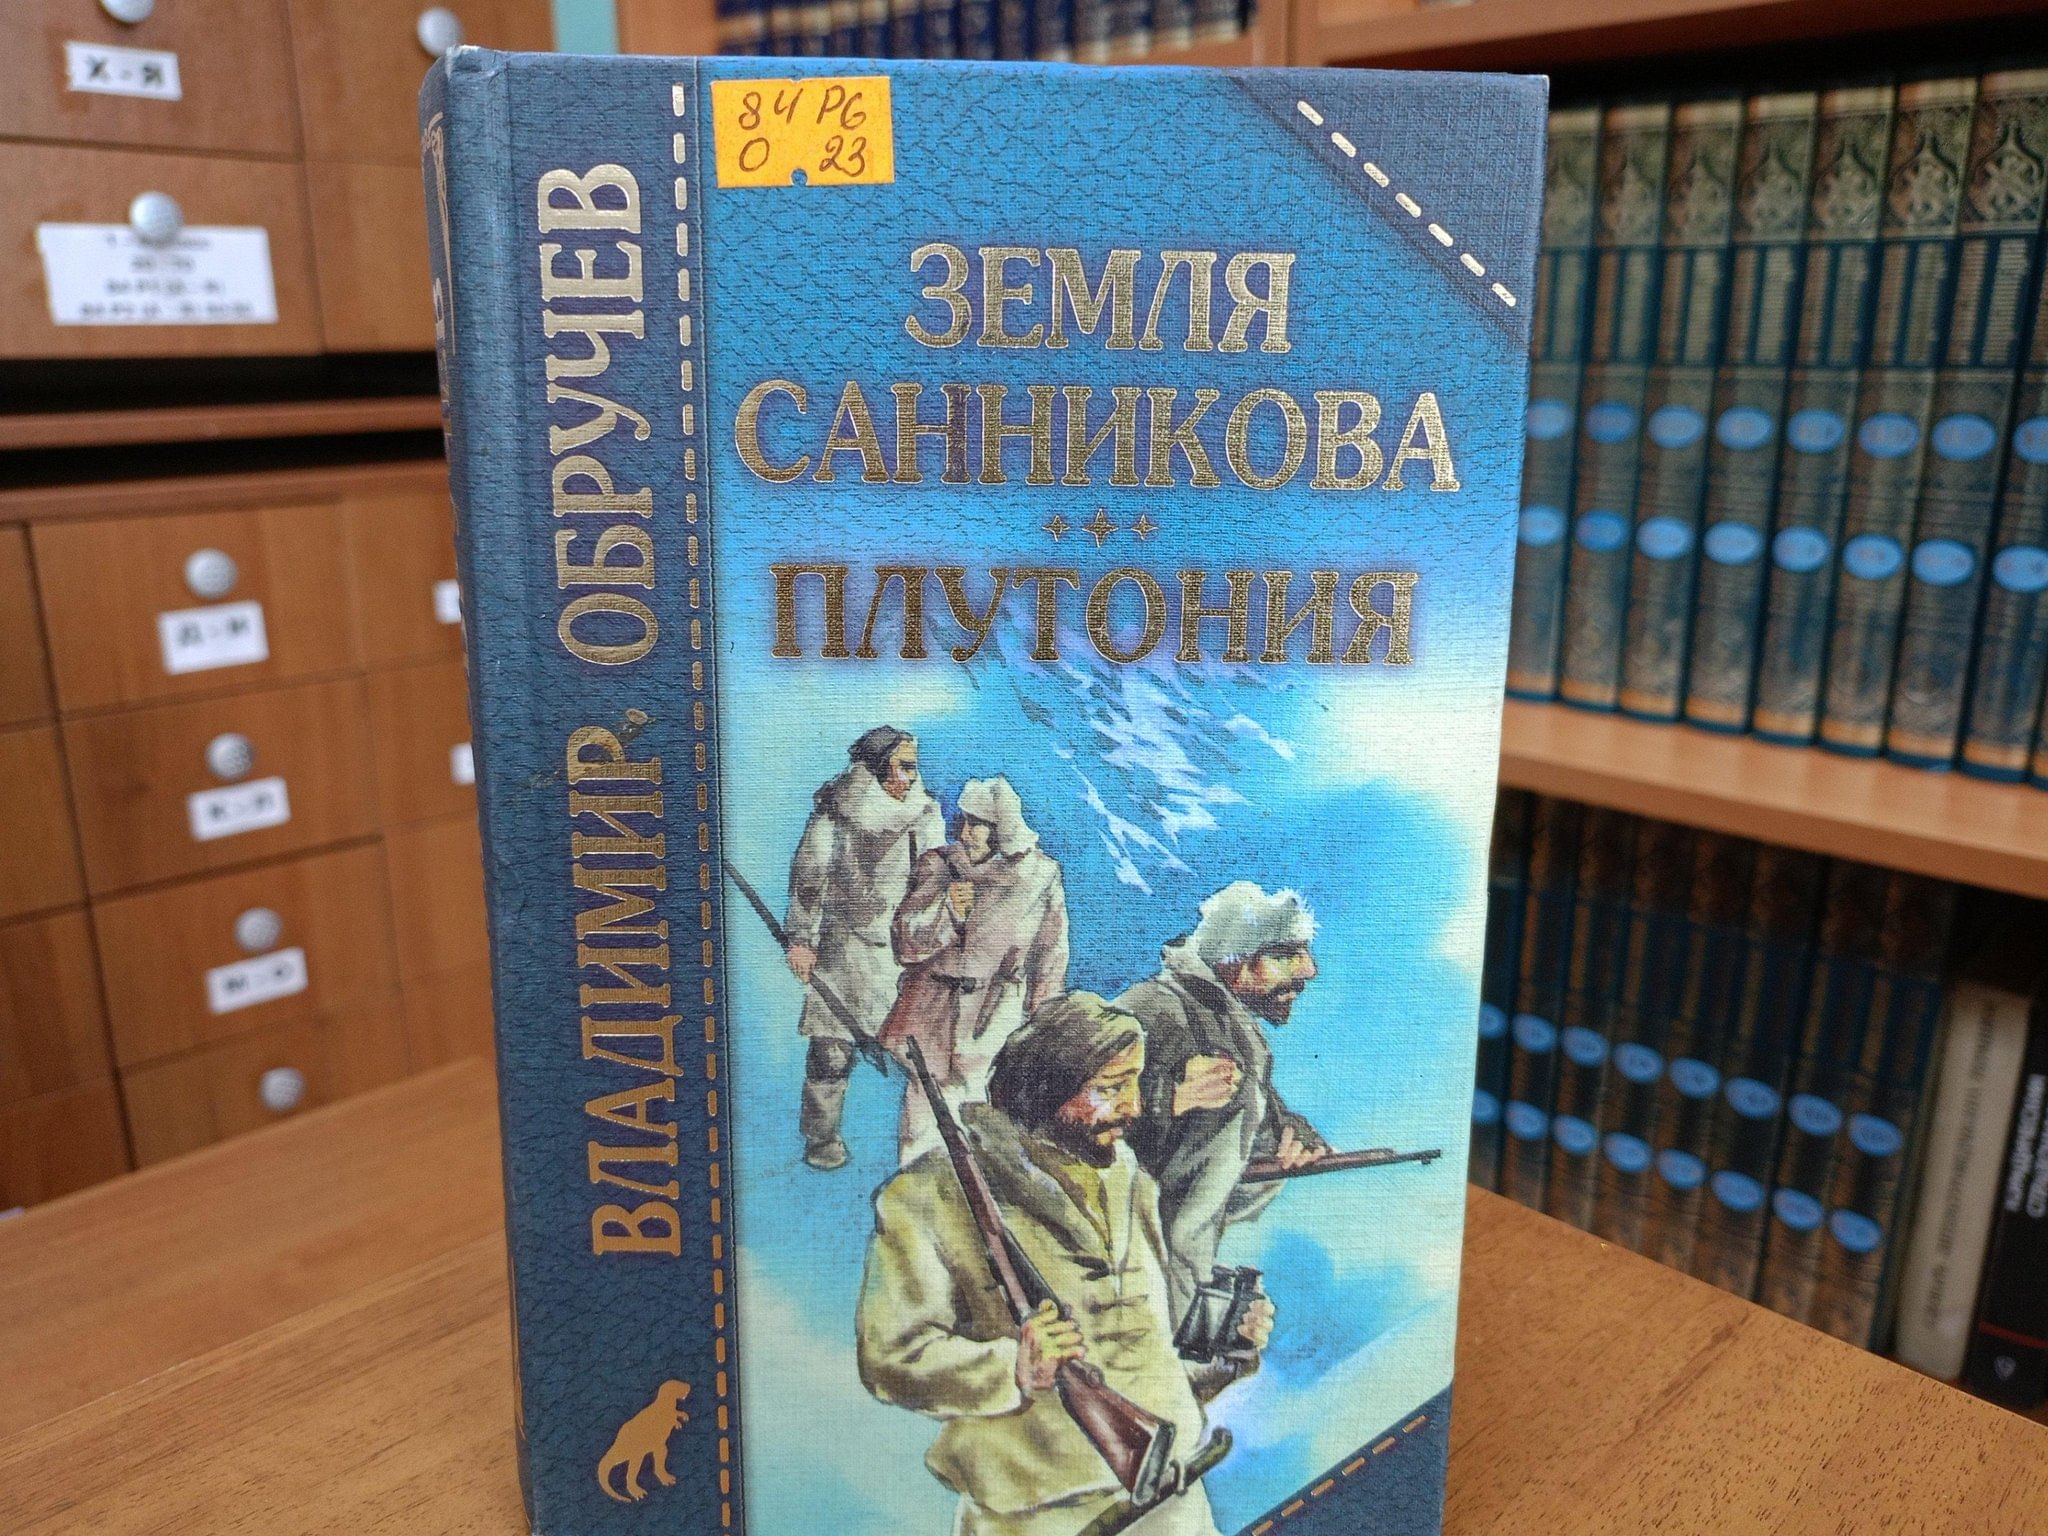 Х - Я
84 Р6
О 23
ВЛАДИМИР ОБРУЧЕВ
ЗЕМЛЯ
САННИКОВА
ПЛУТОНИЯ
Д - И
К - Л
М - О